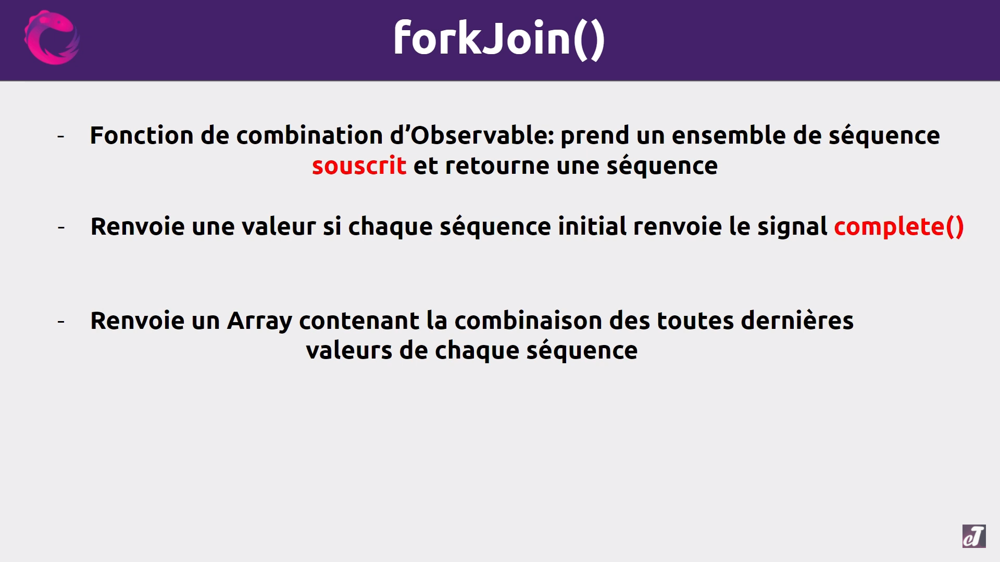 forkJoin()
- Fonction de combination d’Observable: prend un ensemble de séquence
souscrit et retourne une séquence
- Renvoie une valeur si chaque séquence initial renvoie le signal complete()
- Renvoie un Array contenant la combinaison des toutes dernières
valeurs de chaque séquence
cT